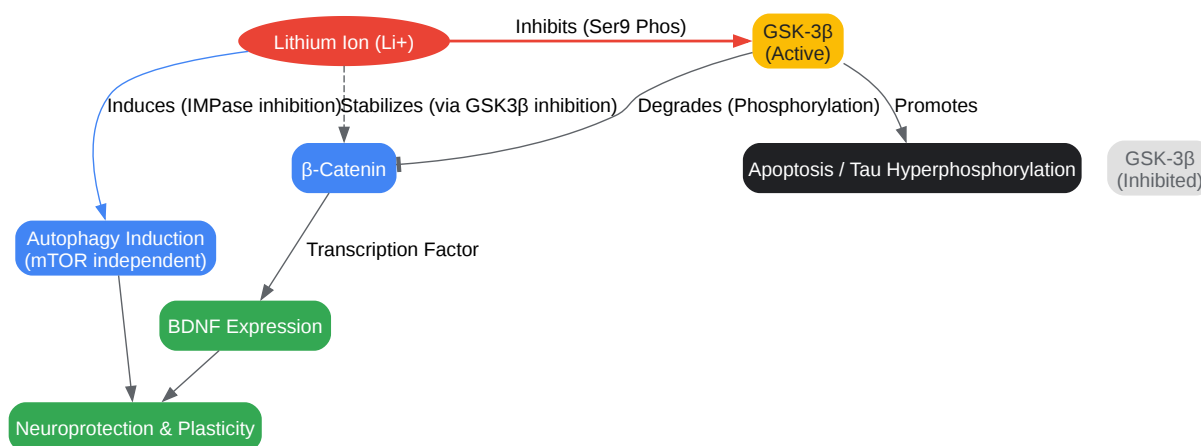 Lithium Ion (Li+)
Inhibits (Ser9 Phos)
GSK-3β
(Active)
Induces (IMPase inhibition)
Stabilizes (via GSK3β inhibition)
Degrades (Phosphorylation)
Promotes
β-Catenin
Apoptosis / Tau Hyperphosphorylation
GSK-3β
(Inhibited)
Autophagy Induction
(mTOR independent)
Transcription Factor
BDNF Expression
Neuroprotection & Plasticity